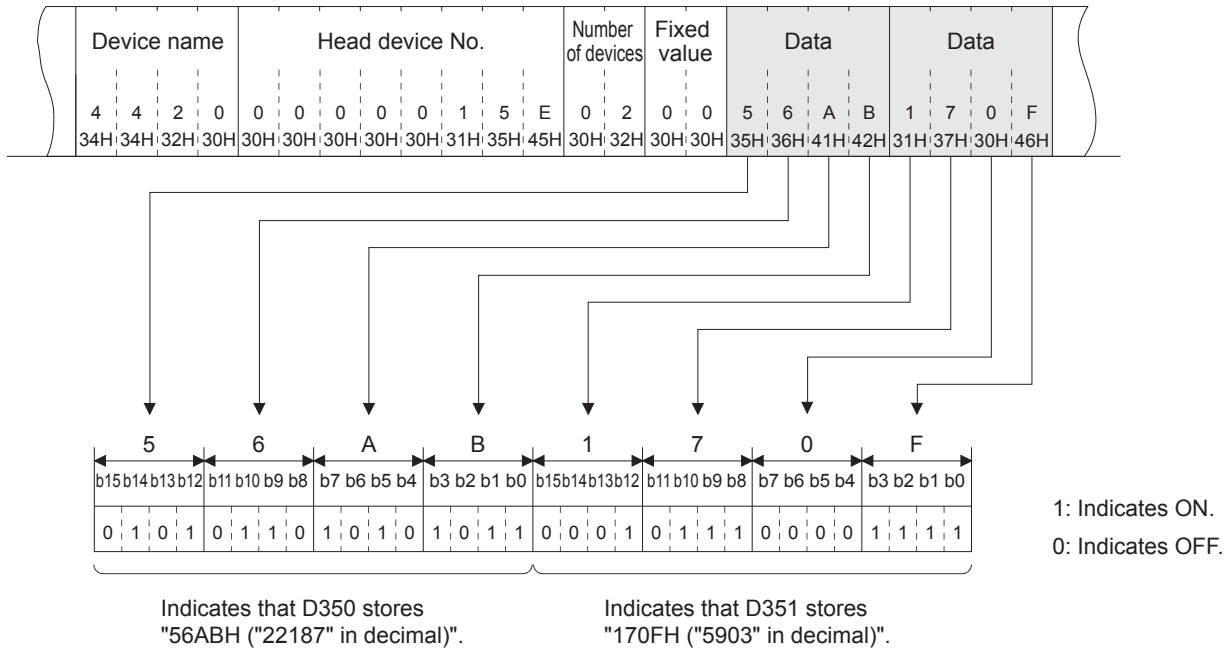 Device name Head device No. Number of devices Fixed value Data Data
4 4 2 0 0 0 0 0 0 1 5 E 0 2 0 0 5 6 A B 1 7 0 F
34H 34H 32H 30H 30H 30H 30H 30H 30H 31H 35H 45H 30H 32H 30H 30H 35H 36H 41H 42H 31H 37H 30H 46H
5 6 A B 1 7 0 F
b15 b14 b13 b12 b11 b10 b9 b8 b7 b6 b5 b4 b3 b2 b1 b0 b15 b14 b13 b12 b11 b10 b9 b8 b7 b6 b5 b4 b3 b2 b1 b0
0 1 0 1 0 1 1 0 1 0 1 0 1 0 1 1 0 0 0 1 0 1 1 1 0 0 0 0 1 1 1 1
1: Indicates ON.
0: Indicates OFF.
Indicates that D350 stores
"56ABH ("22187" in decimal)".
Indicates that D351 stores
"170FH ("5903" in decimal)".